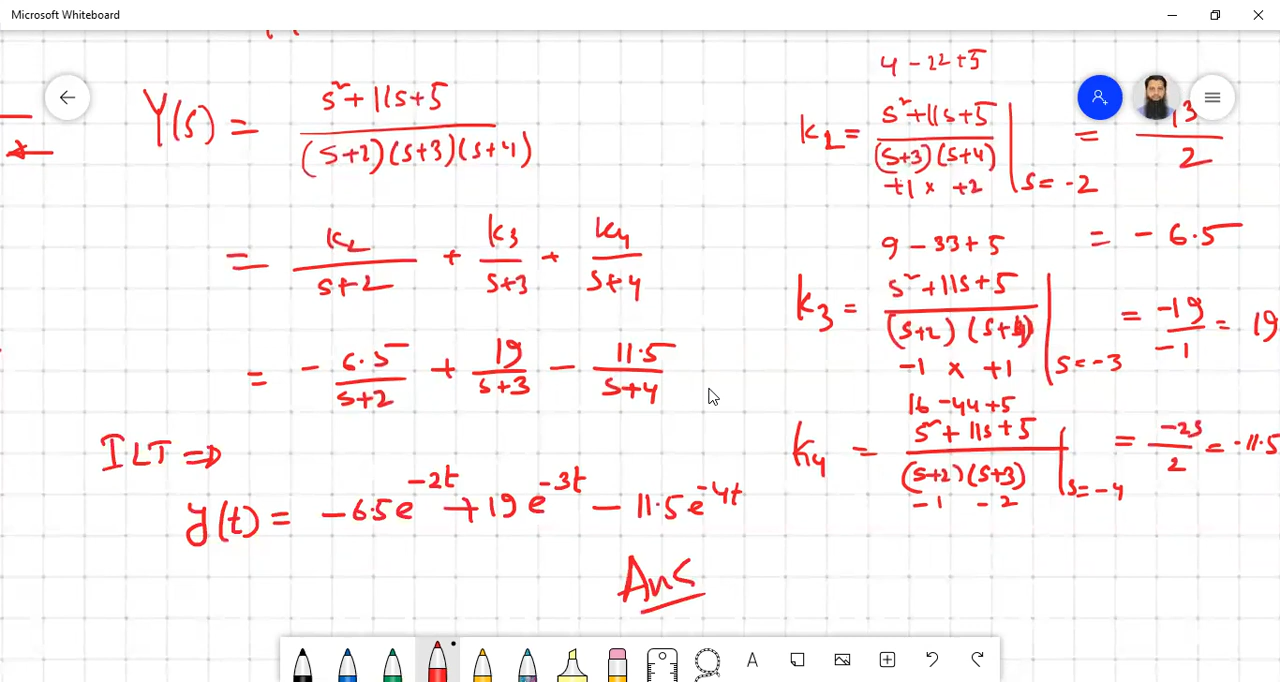 Microsoft Whiteboard
Y(s) = s²+11s+5 / (s+2)(s+3)(s+4)
= k2 / s+2 + k3 / s+3 + k4 / s+4
= - 6.5 / s+2 + 19 / s+3 - 11.5 / s+4
ILT ⇒
y(t) = -6.5e^-2t + 19e^-3t - 11.5e^-4t
Ans
4 - 22 + 5
k2 = s²+11s+5 / (s+3)(s+4) | s = -2 = 13 / 2
+1 x +2
= - 6.5
9 - 33 + 5
k3 = s²+11s+5 / (s+2)(s+4) | s = -3 = -19 / -1 = 19
-1 x +1
16 - 44 + 5
k4 = s²+11s+5 / (s+2)(s+3) | s = -4 = -23 / 2 = -11.5
-1 -2
A